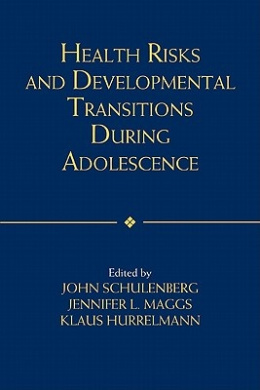 HEALTH RISKS
AND DEVELOPMENTAL
TRANSITIONS
DURING
ADOLESCENCE
Edited by
JOHN SCHULENBERG
JENNIFER L. MAGGS
KLAUS HURRELMANN